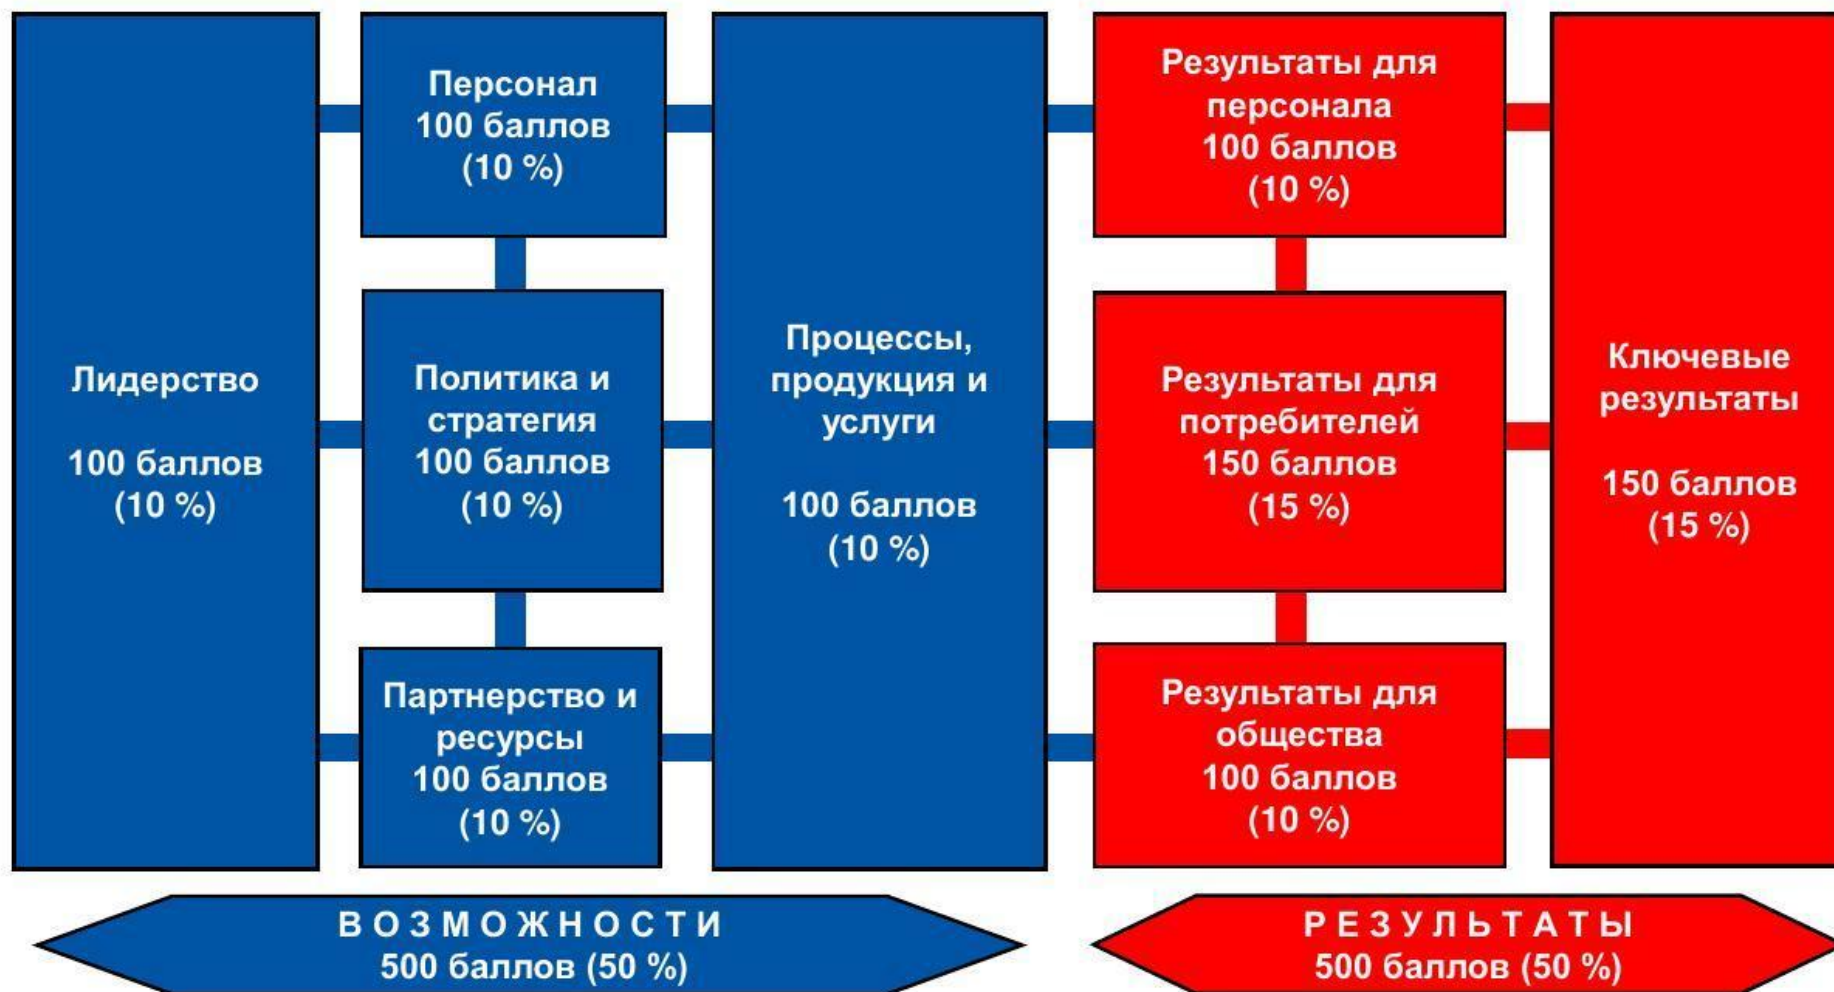 Лидерство
100 баллов
(10 %)
Персонал
100 баллов
(10 %)
Политика и
стратегия
100 баллов
(10 %)
Партнерство и
ресурсы
100 баллов
(10 %)
Процессы,
продукция и
услуги
100 баллов
(10 %)
Результаты для
персонала
100 баллов
(10 %)
Результаты для
потребителей
150 баллов
(15 %)
Результаты для
общества
100 баллов
(10 %)
Ключевые
результаты
150 баллов
(15 %)
В О З М О Ж Н О С Т И
500 баллов (50 %)
Р Е З У Л Ь Т А Т Ы
500 баллов (50 %)